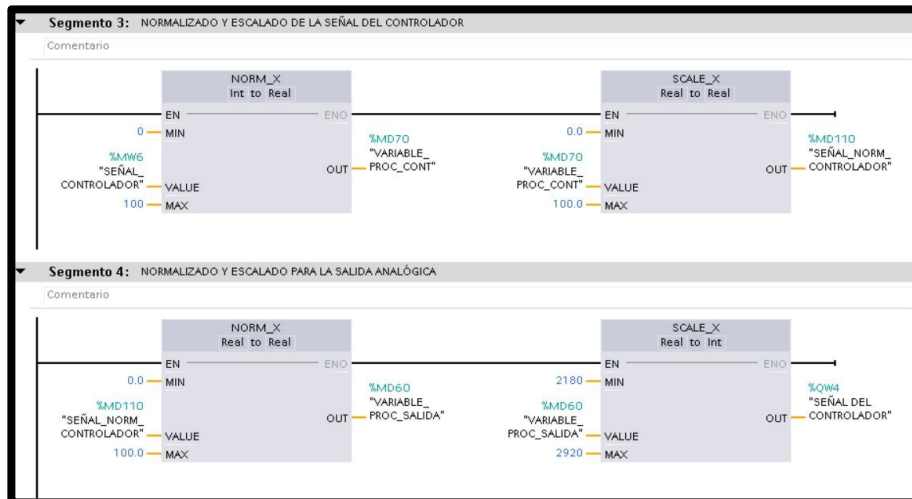 Segmento 3: NORMALIZADO Y ESCALADO DE LA SEÑAL DEL CONTROLADOR
Comentario
NORM_X
Int to Real
EN
ENO
0
MIN
%MW6
"SEÑAL_
CONTROLADOR"
VALUE
100
MAX
OUT
%MD70
"VARIABLE_
PROC_CONT"
SCALE_X
Real to Real
EN
ENO
0.0
MIN
%MD70
"VARIABLE_
PROC_CONT"
VALUE
100.0
MAX
OUT
%MD110
"SEÑAL_NORM_
CONTROLADOR"
Segmento 4: NORMALIZADO Y ESCALADO PARA LA SALIDA ANALÓGICA
Comentario
NORM_X
Real to Real
EN
ENO
0.0
MIN
%MD110
"SEÑAL_NORM_
CONTROLADOR"
VALUE
100.0
MAX
OUT
%MD60
"VARIABLE_
PROC_SALIDA"
SCALE_X
Real to Int
EN
ENO
2180
MIN
%MD60
"VARIABLE_
PROC_SALIDA"
VALUE
2920
MAX
OUT
%QW4
"SEÑAL DEL
CONTROLADOR"